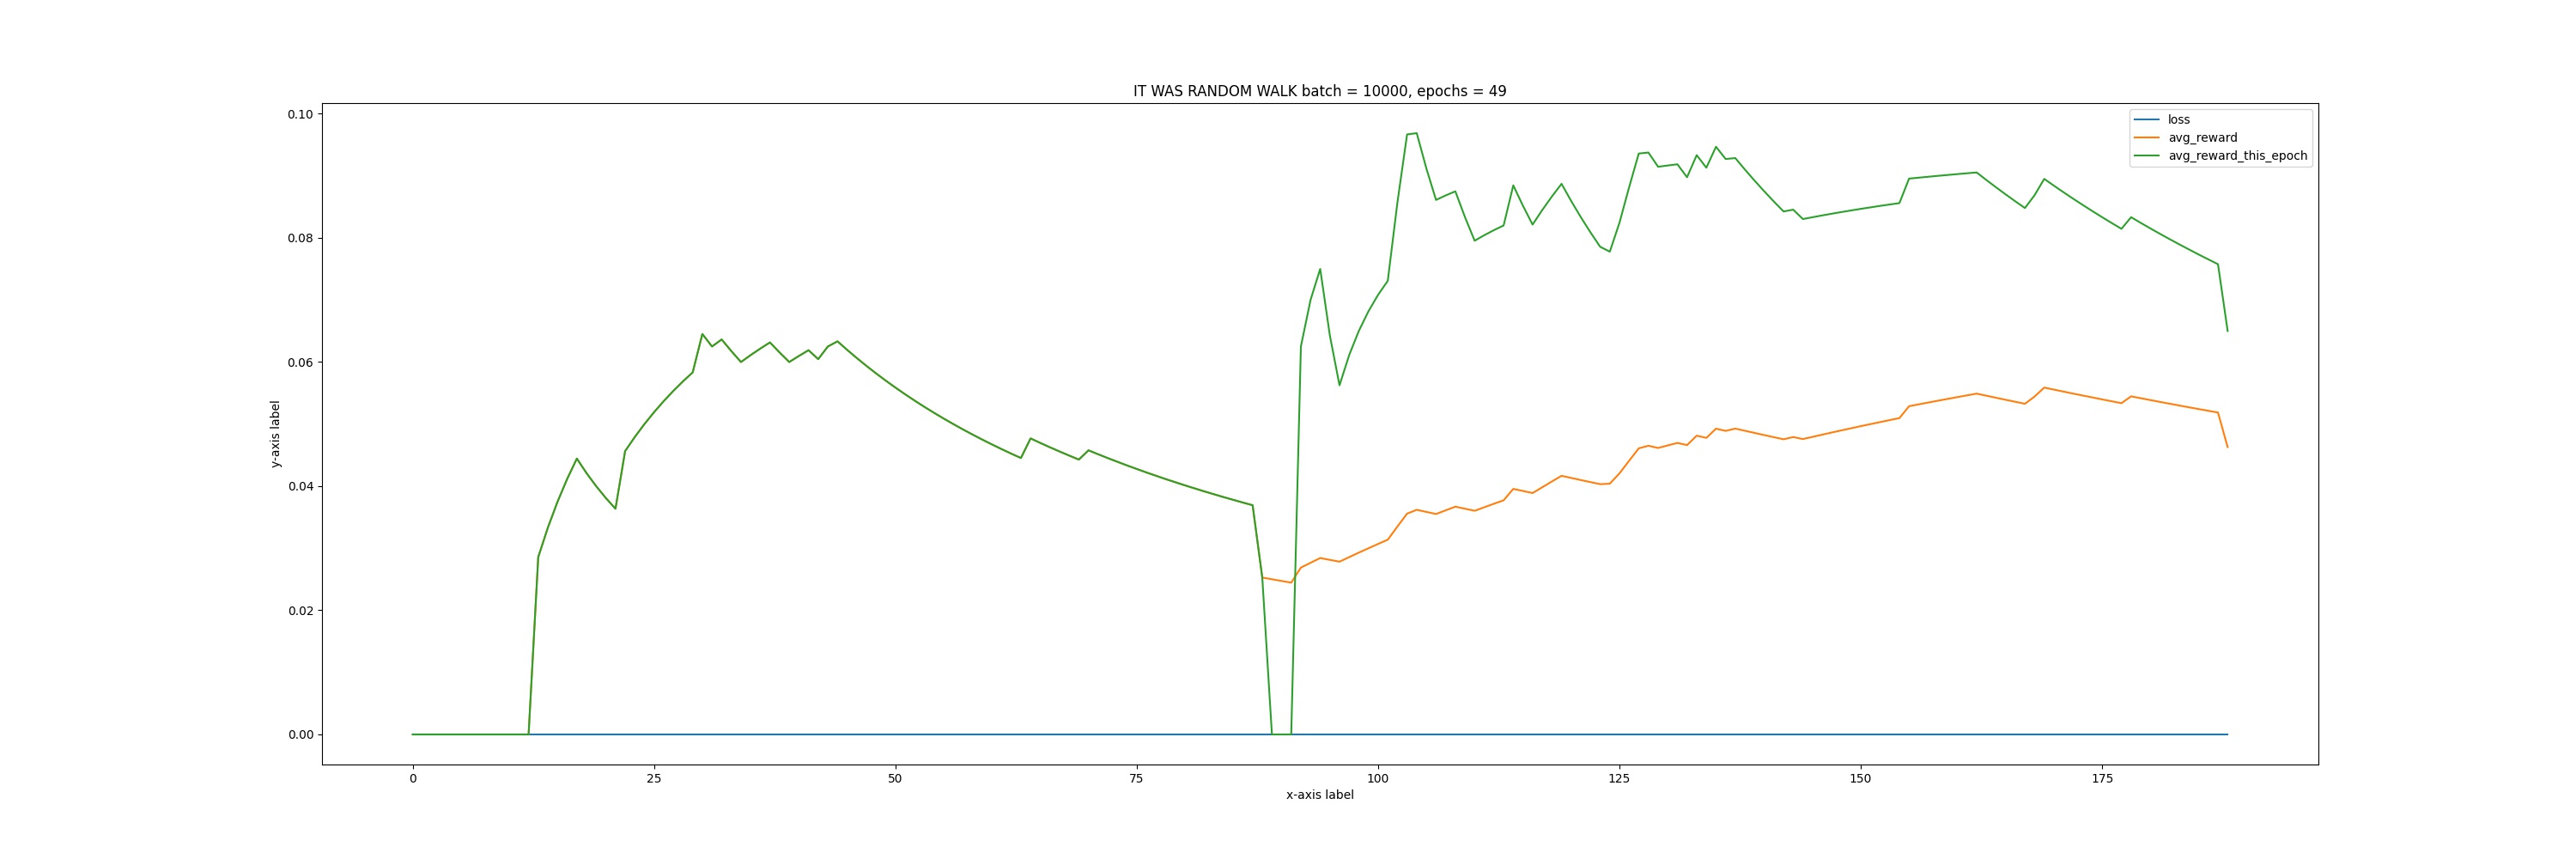 IT WAS RANDOM WALK batch = 10000, epochs = 49
loss
avg_reward
avg_reward_this_epoch
y-axis label
0.10
0.08
0.06
0.04
0.02
0.00
0 25 50 75 100 125 150 175
x-axis label